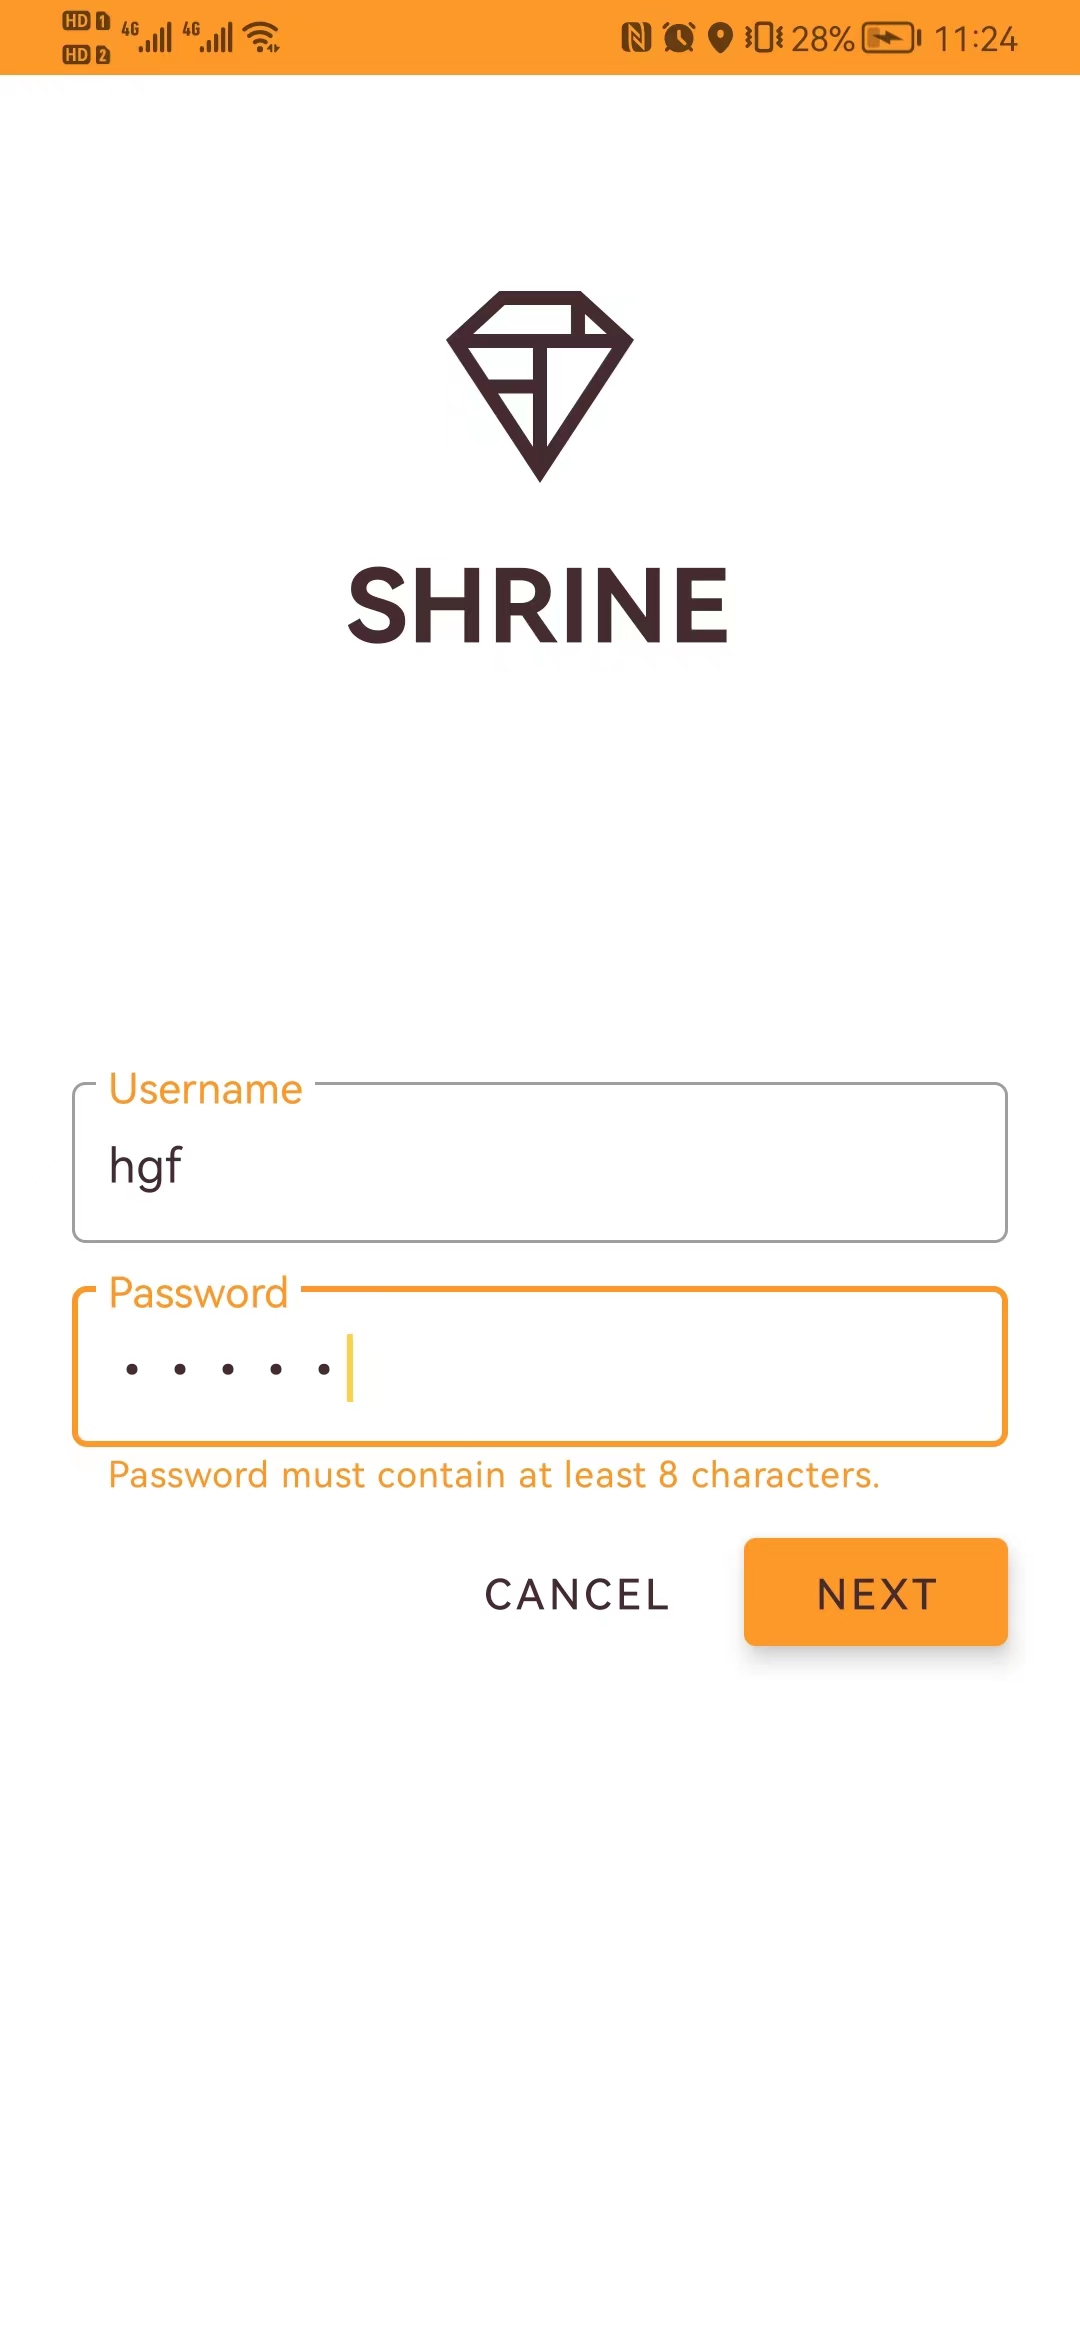 HD 1 4G 4G 28% 11:24
HD 2
SHRINE
Username
hgf
Password
•••••
Password must contain at least 8 characters.
CANCEL NEXT